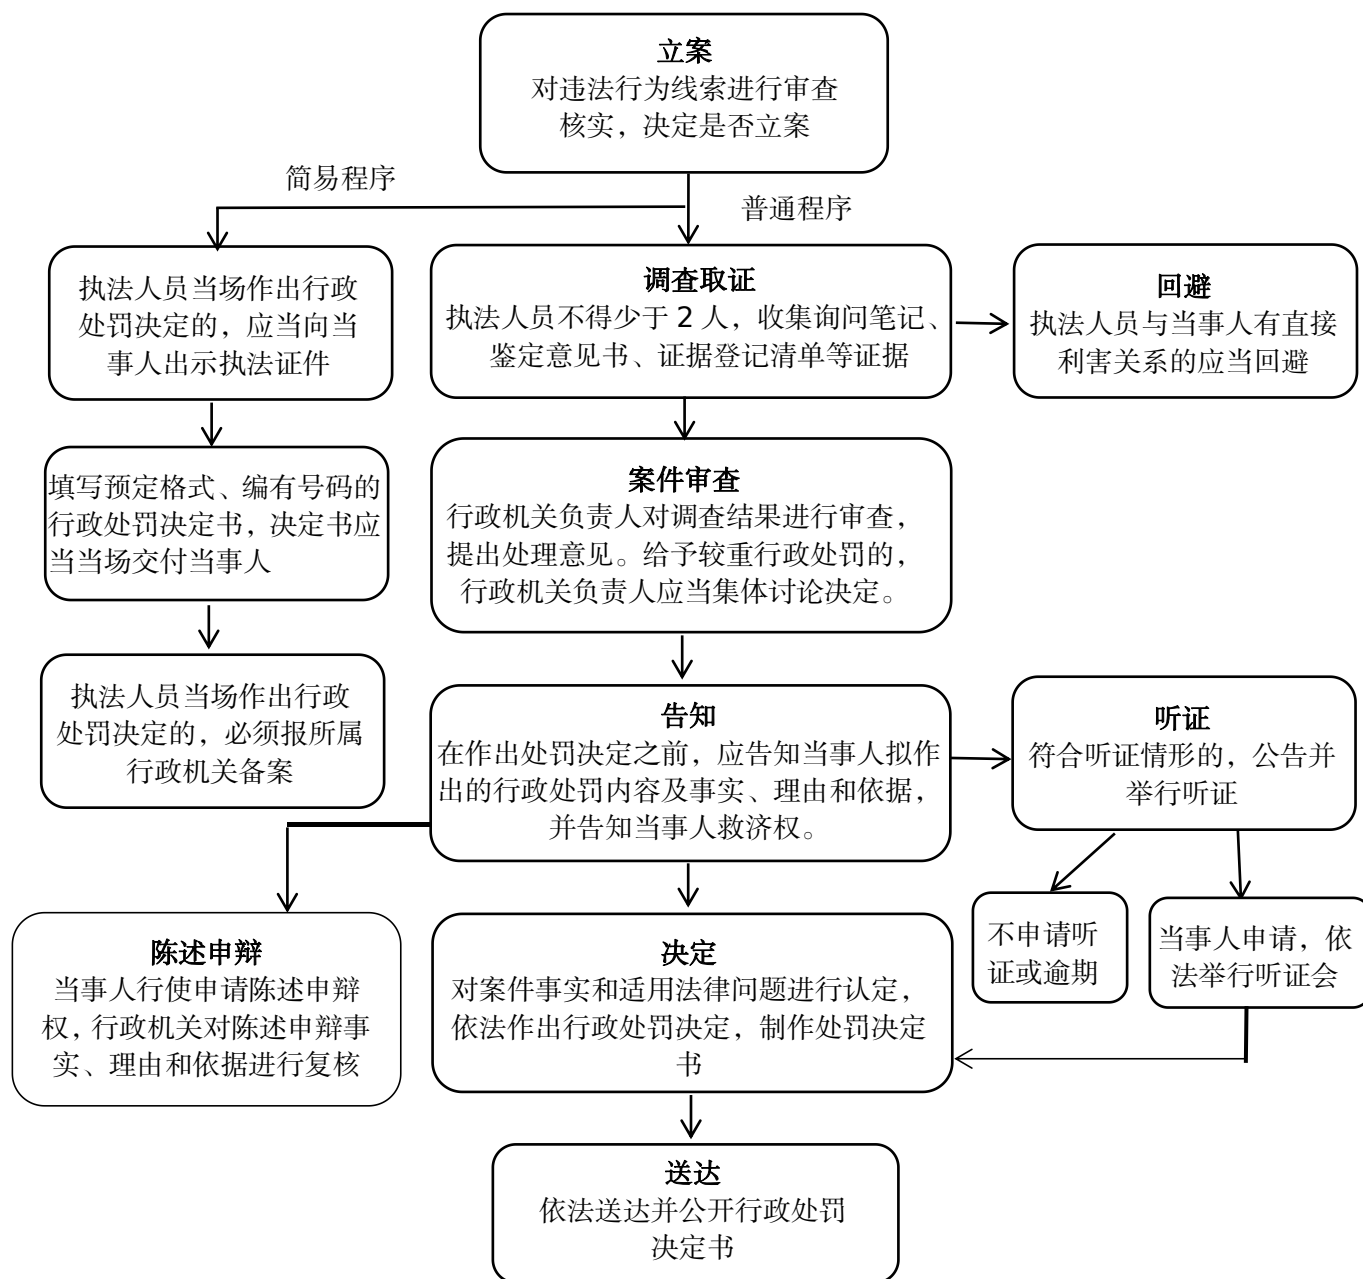 立案
对违法行为线索进行审查
核实，决定是否立案
简易程序
普通程序
执法人员当场作出行政
处罚决定的，应当向当
事人出示执法证件
调查取证
执法人员不得少于 2 人，收集询问笔记、
鉴定意见书、证据登记清单等证据
回避
执法人员与当事人有直接
利害关系的应当回避
填写预定格式、编有号码的
行政处罚决定书，决定书应
当当场交付当事人
案件审查
行政机关负责人对调查结果进行审查，
提出处理意见。给予较重行政处罚的，
行政机关负责人应当集体讨论决定。
执法人员当场作出行政
处罚决定的，必须报所属
行政机关备案
告知
在作出处罚决定之前，应告知当事人拟作
出的行政处罚内容及事实、理由和依据，
并告知当事人救济权。
听证
符合听证情形的，公告并
举行听证
不申请听
证或逾期
当事人申请，依
法举行听证会
陈述申辩
当事人行使申请陈述申辩
权，行政机关对陈述申辩事
实、理由和依据进行复核
决定
对案件事实和适用法律问题进行认定，
依法作出行政处罚决定，制作处罚决定
书
送达
依法送达并公开行政处罚
决定书